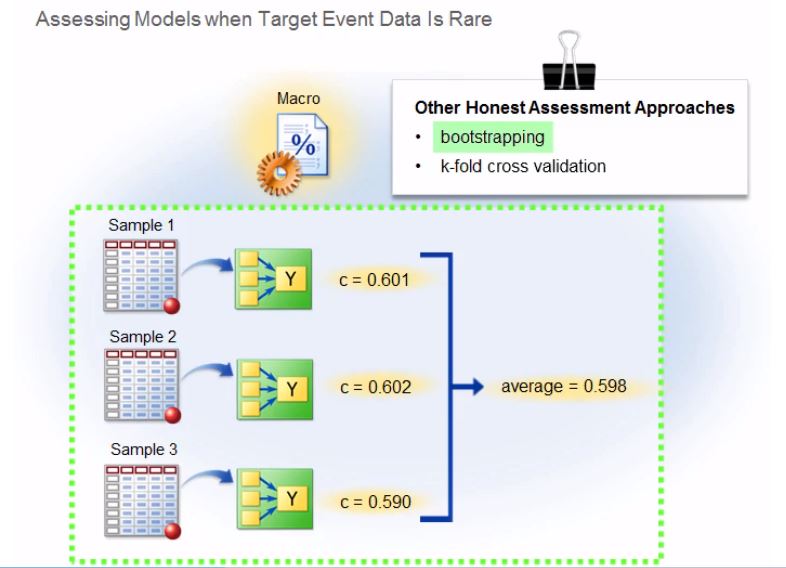 Assessing Models when Target Event Data Is Rare
Macro
%
Other Honest Assessment Approaches
• bootstrapping
• k-fold cross validation
Sample 1
Y
c = 0.601
Sample 2
Y
c = 0.602
average = 0.598
Sample 3
Y
c = 0.590